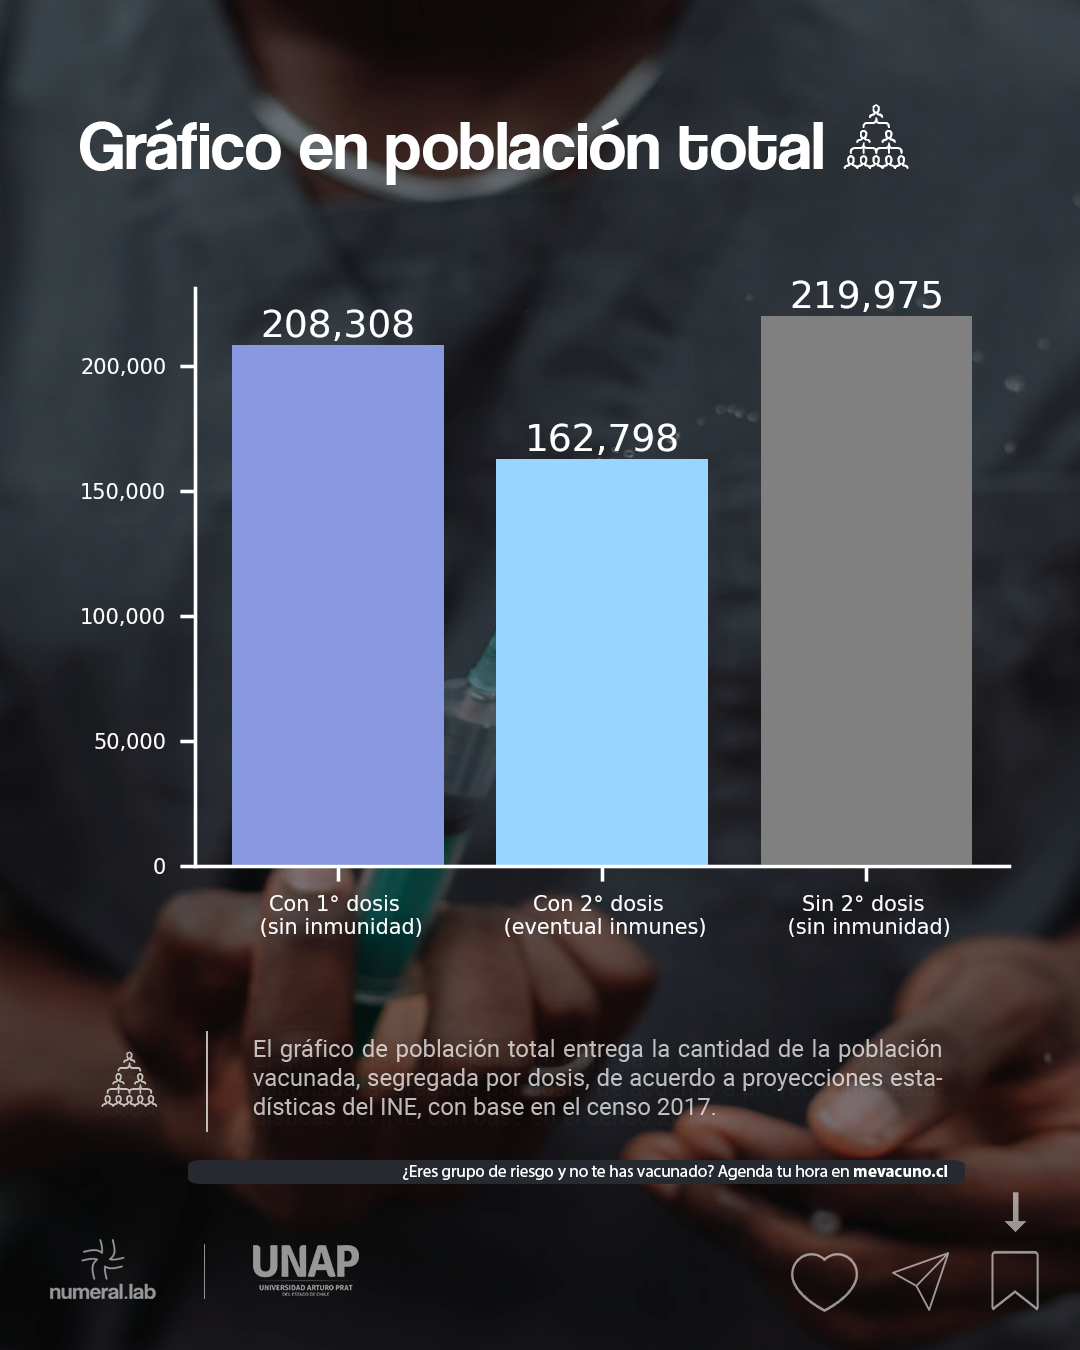 Gráfico en población total
219,975
208,308
162,798
200,000
150,000
100,000
50,000
0
Con 1° dosis
(sin inmunidad)
Con 2° dosis
(eventual inmunes)
Sin 2° dosis
(sin inmunidad)
El gráfico de población total entrega la cantidad de la población
vacunada, segregada por dosis, de acuerdo a proyecciones esta-
dísticas del INE, con base en el censo 2017.
¿Eres grupo de riesgo y no te has vacunado? Agenda tu hora en mevacuno.cl
numeral.lab
UNAP
UNIVERSIDAD ARTURO PRAT
DEL ESTADO DE CHILE